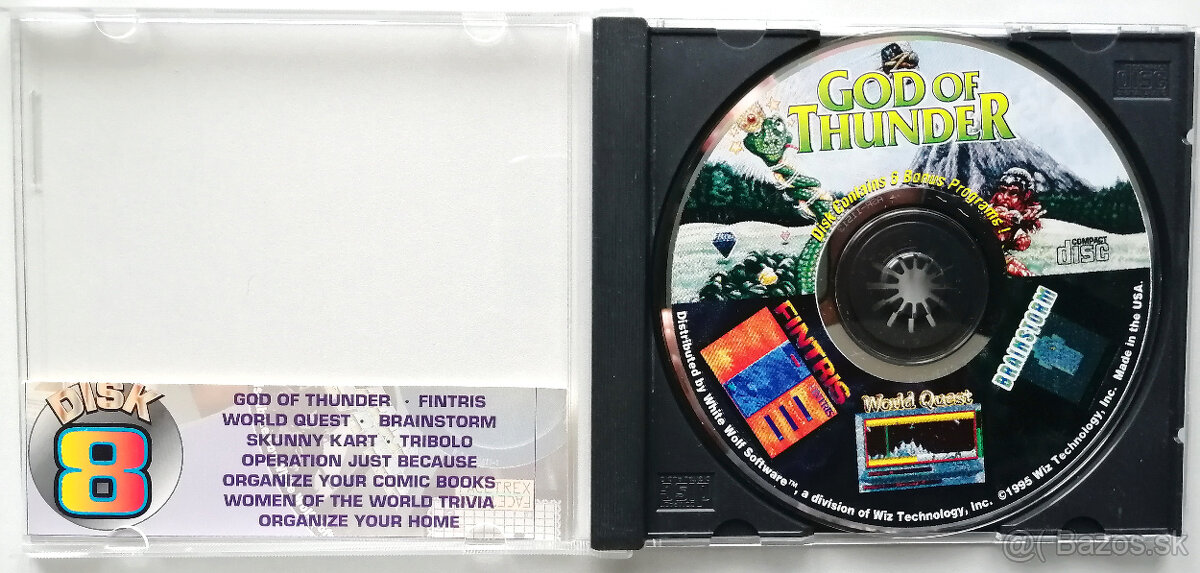 DISK
8
GOD OF THUNDER · FINTRIS
WORLD QUEST · BRAINSTORM
SKUNNY KART · TRIBOLO
OPERATION JUST BECAUSE
ORGANIZE YOUR COMIC BOOKS
WOMEN OF THE WORLD TRIVIA
ORGANIZE YOUR HOME
GOD OF
THUNDER
Disk Contains 6 Bonus Programs!
COMPACT
disc
FINTRIS
World Quest
BRAINSTORM
Distributed by White Wolf Software™, a division of Wiz Technology, Inc. ©1995 Wiz Technology, Inc. Made in the USA.
Bazos.sk